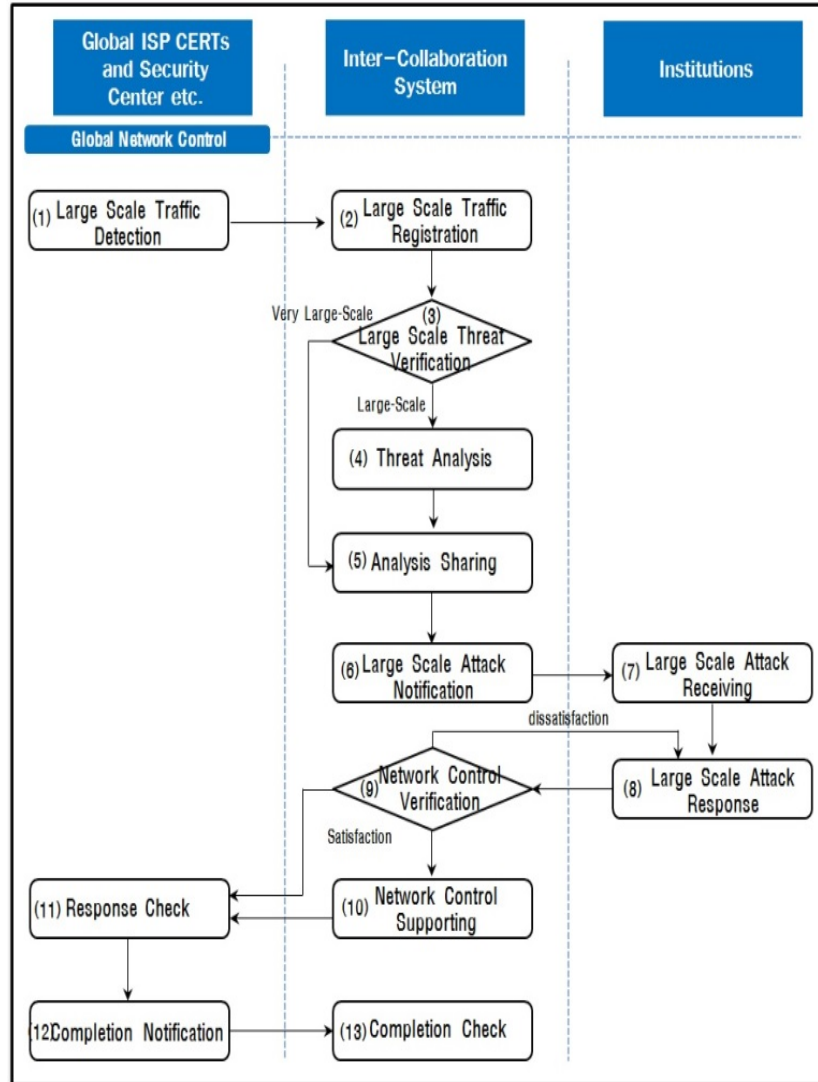 Global ISP CERTs
and Security
Center etc.
Inter-Collaboration
System
Institutions
Global Network Control
(1) Large Scale Traffic
Detection
(2) Large Scale Traffic
Registration
Very Large-Scale
(3)
Large Scale Threat
Verification
Large-Scale
(4) Threat Analysis
(5) Analysis Sharing
(6) Large Scale Attack
Notification
(7) Large Scale Attack
Receiving
dissatisfaction
(8) Large Scale Attack
Response
(9) Network Control
Verification
Satisfaction
(10) Network Control
Supporting
(11) Response Check
(12)Completion Notification
(13) Completion Check